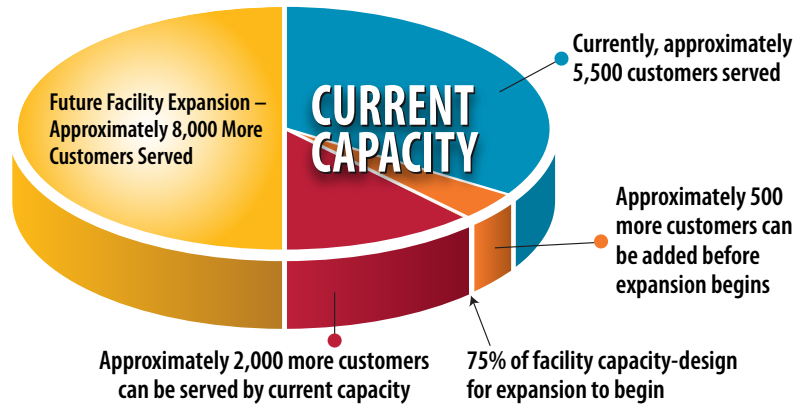 Future Facility Expansion –
Approximately 8,000 More
Customers Served
CURRENT
CAPACITY
Currently, approximately
5,500 customers served
Approximately 500
more customers can
be added before
expansion begins
Approximately 2,000 more customers
can be served by current capacity
75% of facility capacity-design
for expansion to begin